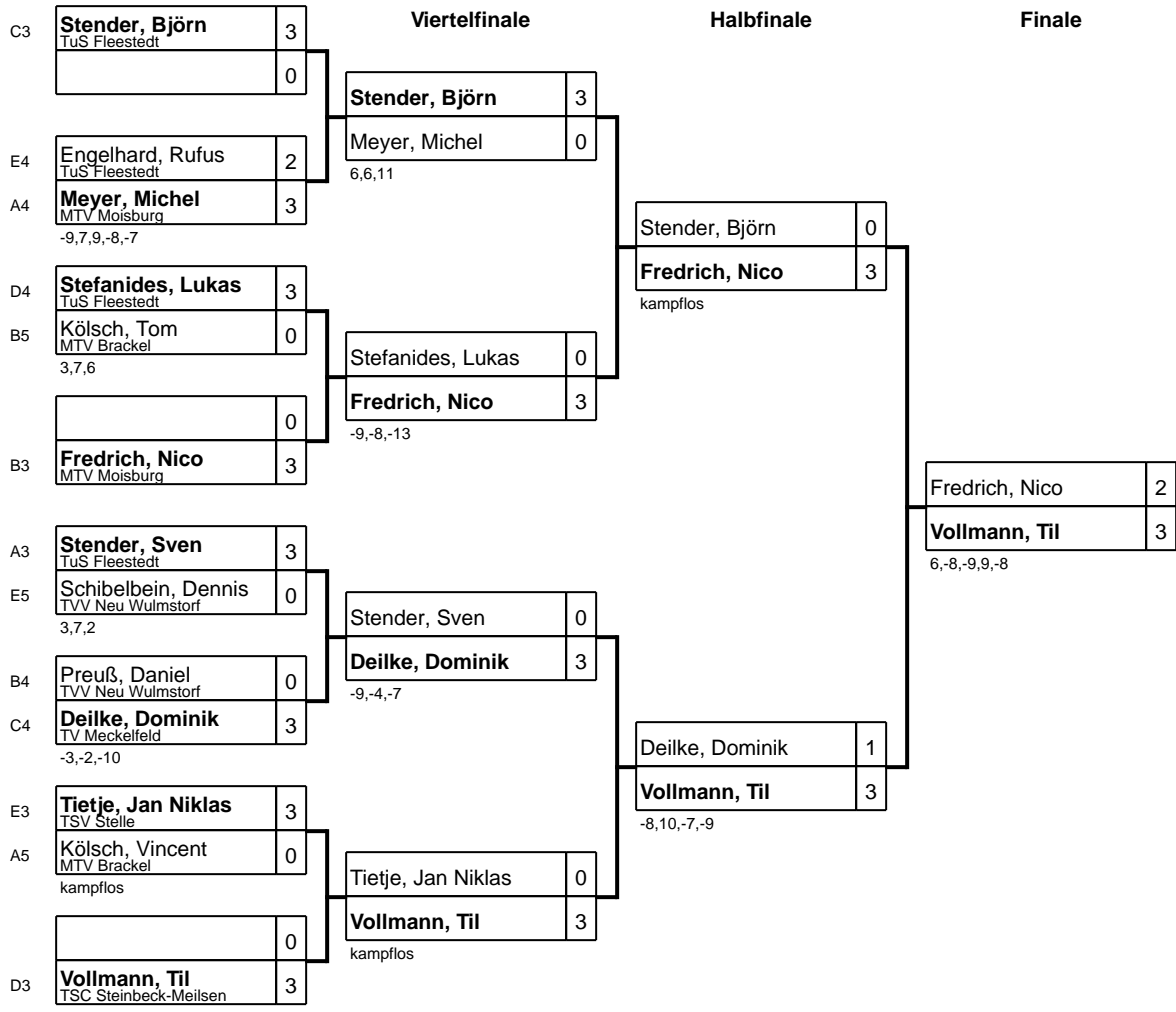 Viertelfinale
Halbfinale
Finale
C3
Stender, Björn
3
TuS Fleestedt
0
E4
Engelhard, Rufus
2
TuS Fleestedt
A4
Meyer, Michel
3
MTV Moisburg
-9,7,9,-8,-7
D4
Stefanides, Lukas
3
TuS Fleestedt
B5
Kölsch, Tom
0
MTV Brackel
3,7,6
0
B3
Fredrich, Nico
3
MTV Moisburg
A3
Stender, Sven
3
TuS Fleestedt
E5
Schibelbein, Dennis
0
TVV Neu Wulmstorf
3,7,2
B4
Preuß, Daniel
0
TVV Neu Wulmstorf
C4
Deilke, Dominik
3
TV Meckelfeld
-3,-2,-10
E3
Tietje, Jan Niklas
3
TSV Stelle
A5
Kölsch, Vincent
0
MTV Brackel
kampflos
0
D3
Vollmann, Til
3
TSC Steinbeck-Meilsen
Stender, Björn
3
Meyer, Michel
0
6,6,11
Stefanides, Lukas
0
Fredrich, Nico
3
-9,-8,-13
Stender, Sven
0
Deilke, Dominik
3
-9,-4,-7
Tietje, Jan Niklas
0
Vollmann, Til
3
kampflos
Stender, Björn
0
Fredrich, Nico
3
kampflos
Deilke, Dominik
1
Vollmann, Til
3
-8,10,-7,-9
Fredrich, Nico
2
Vollmann, Til
3
6,-8,-9,9,-8